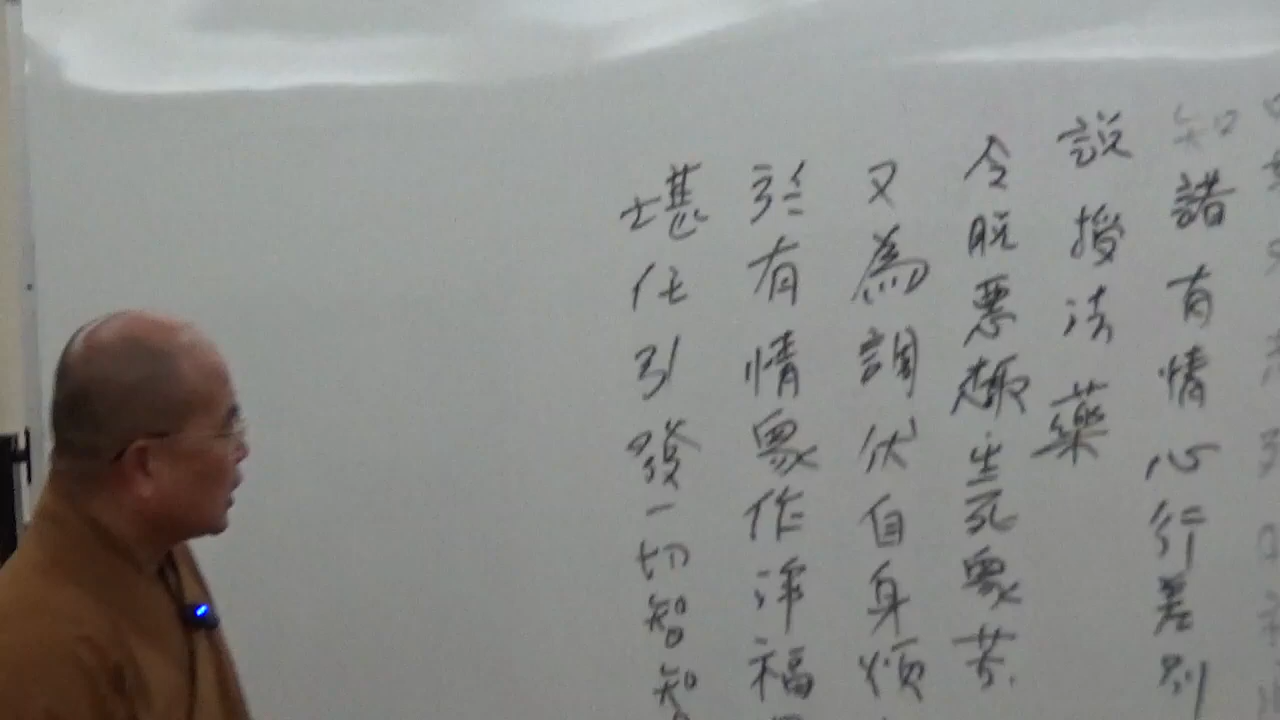 知諸有情心行差別
說授法藥
令脫惡趣生死眾苦
又為調伏自身煩
於有情眾作淨福
堪任引發一切智智